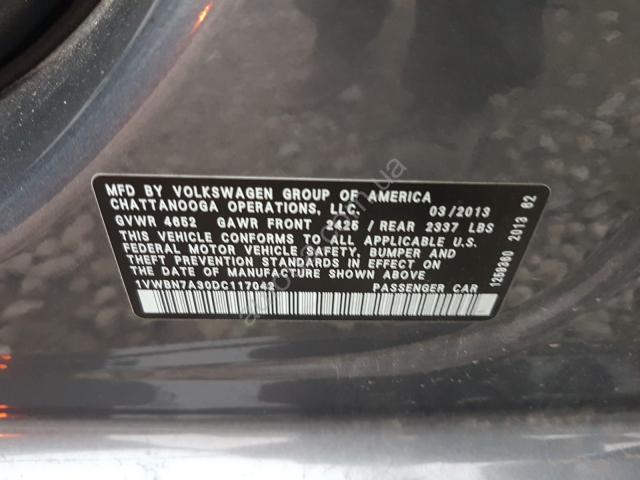 MFD BY VOLKSWAGEN GROUP OF AMERICA
CHATTANOOGA OPERATIONS, LLC. 03/2013
GVWR 4652 GAWR FRONT 2425 / REAR 2337 LBS
THIS VEHICLE CONFORMS TO ALL APPLICABLE U.S.
FEDERAL MOTOR VEHICLE SAFETY, BUMPER AND
THEFT PREVENTION STANDARDS IN EFFECT ON
THE DATE OF MANUFACTURE SHOWN ABOVE
1VWBN7A30DC117042 PASSENGER CAR
1259360 2013 62